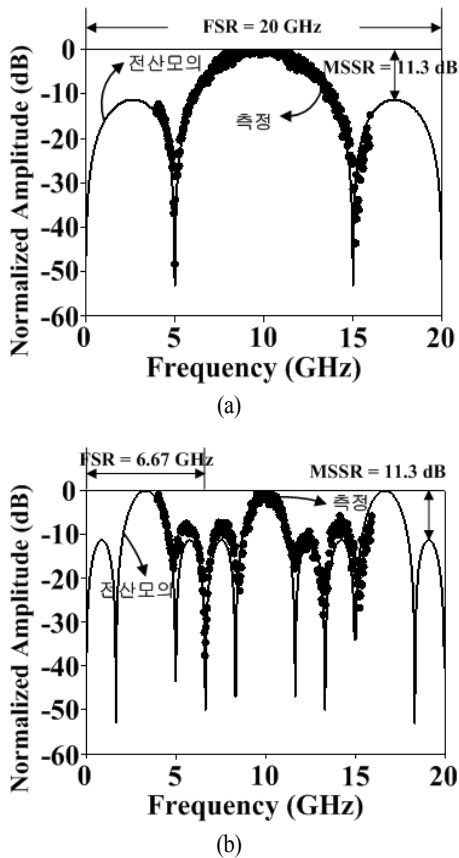 FSR = 20 GHz
Normalized Amplitude (dB)
0
-10
-20
-30
-40
-50
-60
전산모의
측정
MSSR = 11.3 dB
0
5
10
15
20
Frequency (GHz)
(a)
FSR = 6.67 GHz
MSSR = 11.3 dB
Normalized Amplitude (dB)
0
-10
-20
-30
-40
-50
-60
측정
전산모의
0
5
10
15
20
Frequency (GHz)
(b)